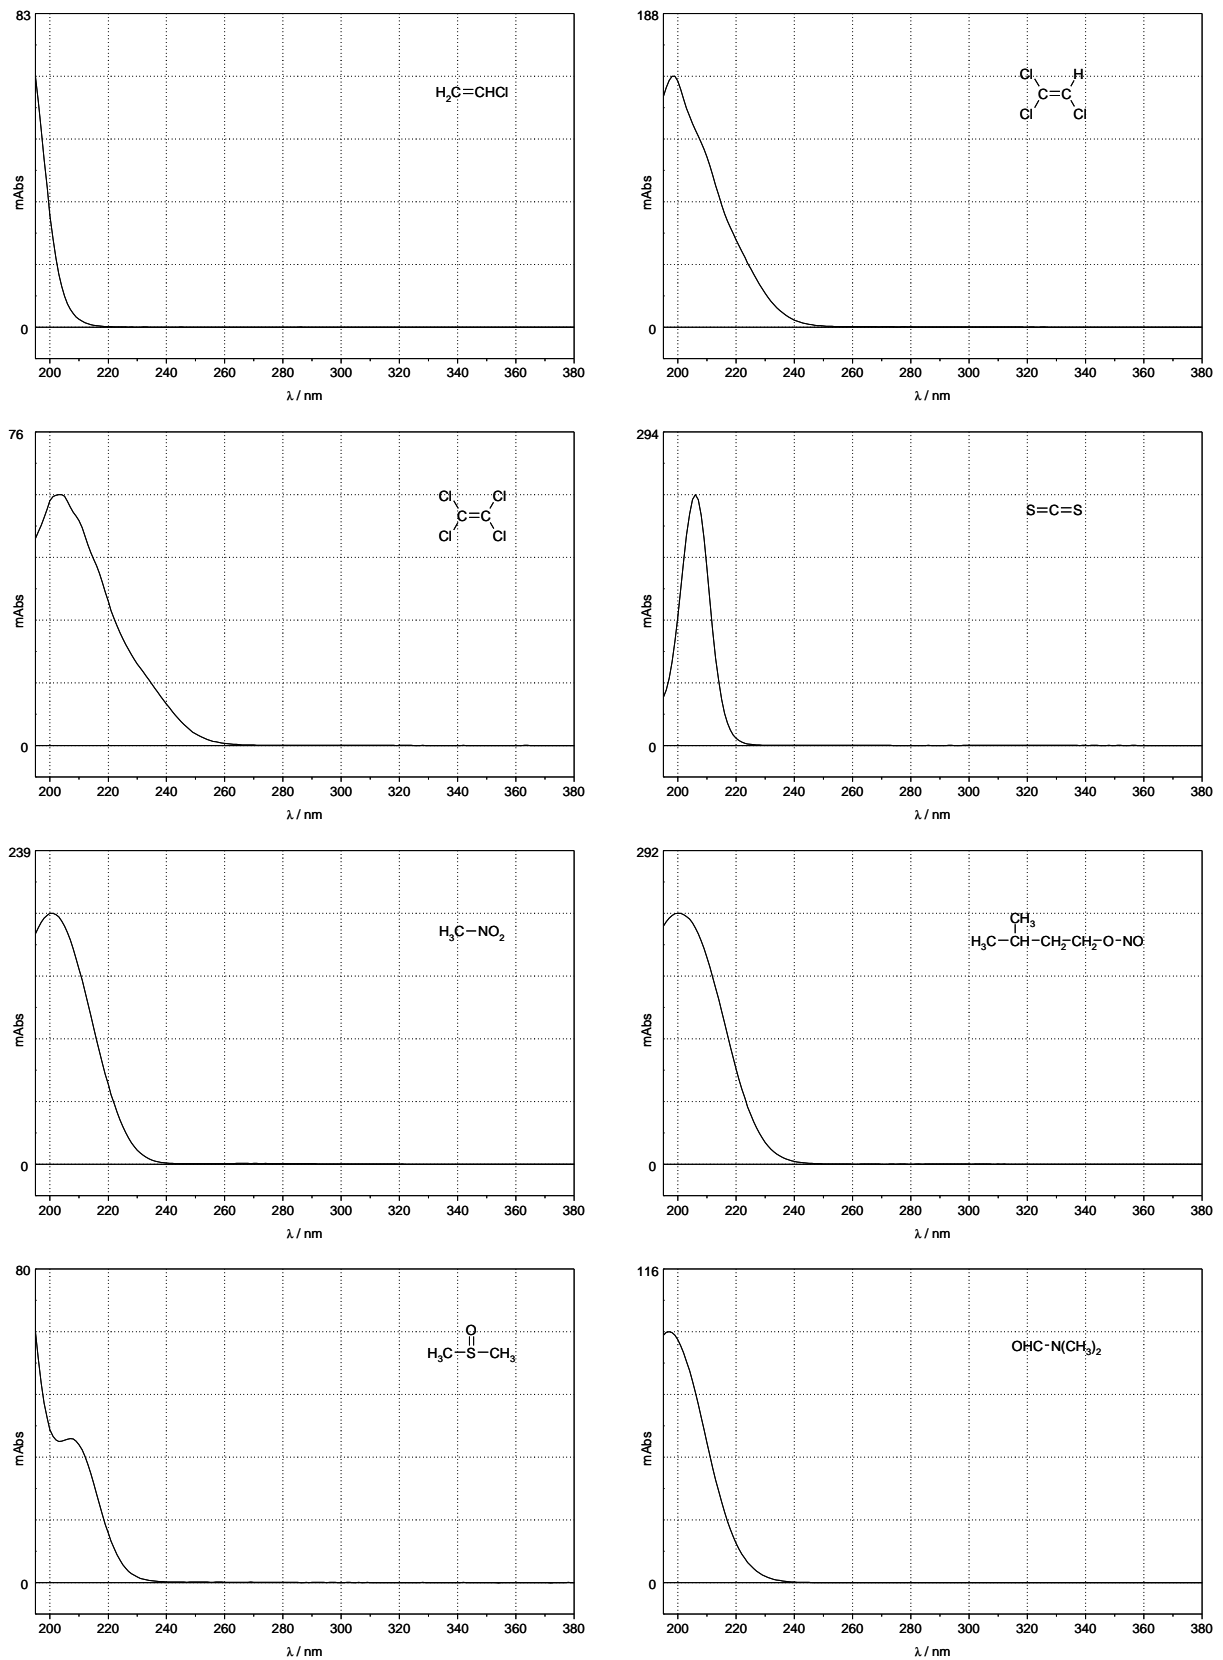 83
mAbs
H2C=CHCl
0
200 220 240 260 280 300 320 340 360 380
λ / nm
188
mAbs
Cl H
C=C
Cl Cl
0
200 220 240 260 280 300 320 340 360 380
λ / nm
76
mAbs
Cl Cl
C=C
Cl Cl
0
200 220 240 260 280 300 320 340 360 380
λ / nm
294
mAbs
S=C=S
0
200 220 240 260 280 300 320 340 360 380
λ / nm
239
mAbs
H3C-NO2
0
200 220 240 260 280 300 320 340 360 380
λ / nm
292
mAbs
CH3
H3C-CH-CH2-CH2-O-NO
0
200 220 240 260 280 300 320 340 360 380
λ / nm
80
mAbs
O
H3C-S-CH3
0
200 220 240 260 280 300 320 340 360 380
λ / nm
116
mAbs
OHC-N(CH3)2
0
200 220 240 260 280 300 320 340 360 380
λ / nm